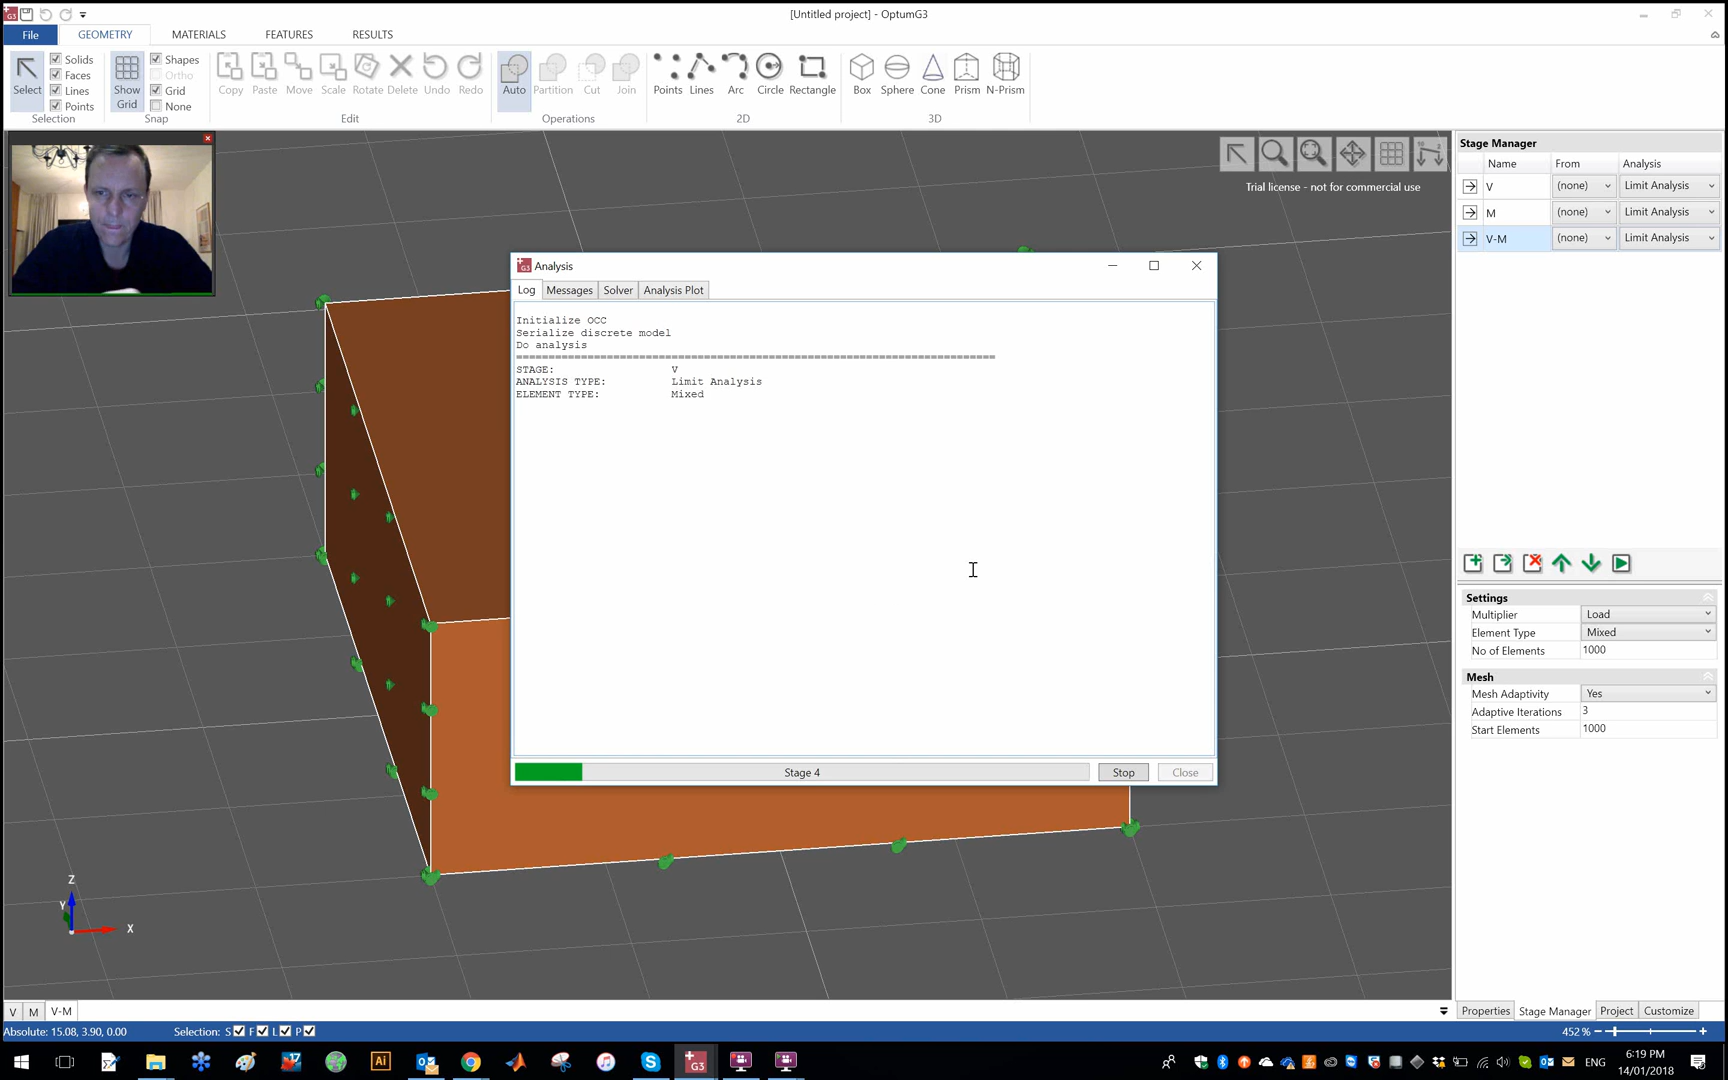 [Untitled project] - OptumG3
File GEOMETRY MATERIALS FEATURES RESULTS
Select
Solids
Faces
Lines
Points
Selection
Show Grid
Shapes
Ortho
Grid
None
Snap
Copy Paste Move Scale Rotate Delete Undo Redo
Edit
Auto Partition Cut Join
Operations
Points Lines Arc Circle Rectangle
2D
Box Sphere Cone Prism N-Prism
3D
Trial license - not for commercial use
Analysis
Log Messages Solver Analysis Plot
Initialize OCC
Serialize discrete model
Do analysis
STAGE: V
ANALYSIS TYPE: Limit Analysis
ELEMENT TYPE: Mixed
Stage 4 Stop Close
Z
Y
X
Stage Manager
Name From Analysis
V (none) Limit Analysis
M (none) Limit Analysis
V-M (none) Limit Analysis
Settings
Multiplier Load
Element Type Mixed
No of Elements 1000
Mesh
Mesh Adaptivity Yes
Adaptive Iterations 3
Start Elements 1000
V M V-M
Properties Stage Manager Project Customize
Absolute: 15.08, 3.90, 0.00 Selection: S F L P
452 %
Ai
G3
ENG
6:19 PM
14/01/2018